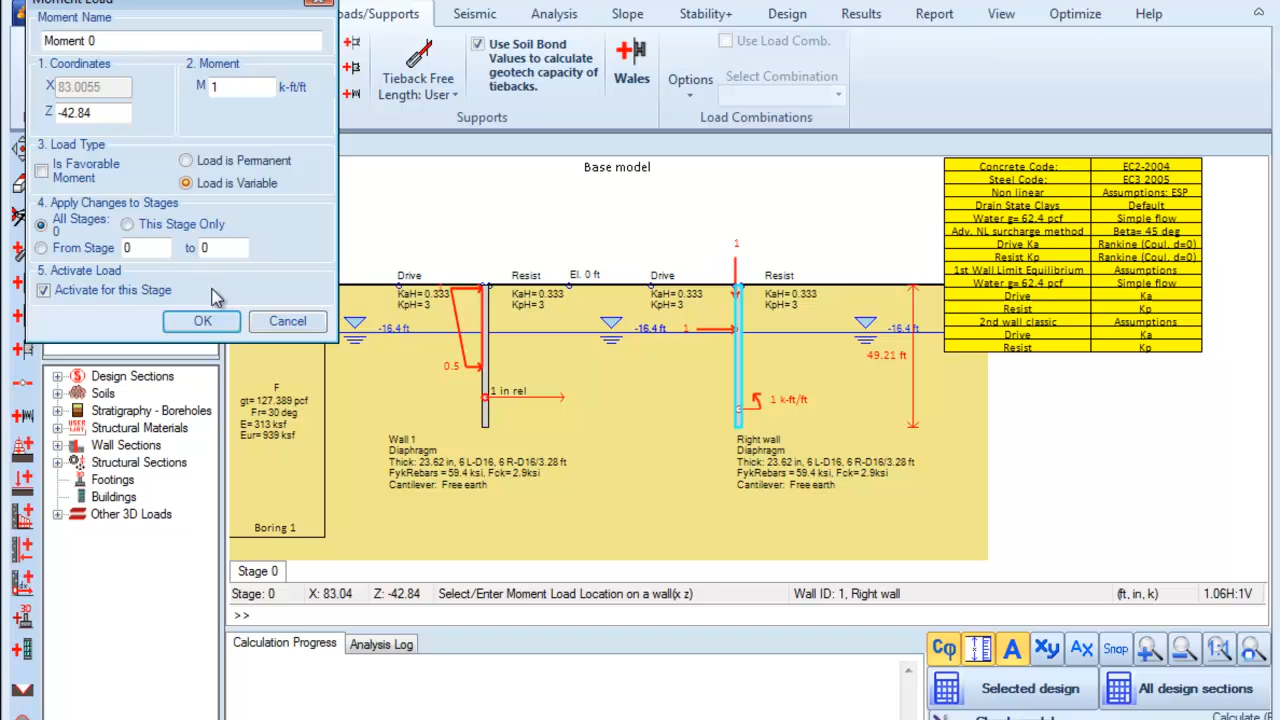 Moment Load
Moment Name
Moment 0
1. Coordinates
2. Moment
X 83.0055
M 1 k-ft/ft
Z -42.84
3. Load Type
Is Favorable
Moment
Load is Permanent
Load is Variable
4. Apply Changes to Stages
All Stages:
0
This Stage Only
From Stage 0 to 0
5. Activate Load
Activate for this Stage
OK
Cancel
oads/Supports
Seismic
Analysis
Slope
Stability+
Design
Results
Report
View
Optimize
Help
Tieback Free
Length: User
Use Soil Bond
Values to calculate
geotech capacity of
tiebacks.
Wales
Supports
Options
Use Load Comb.
Select Combination
Load Combinations
Base model
Concrete Code: EC2-2004
Steel Code: EC3 2005
Non linear Assumptions: ESP
Drain State Clays Default
Water g= 62.4 pcf Simple flow
Adv. NL surcharge method Beta= 45 deg
Drive Ka Rankine (Coul. d=0)
Resist Kp Rankine (Coul. d=0)
1st Wall Limit Equilibrium Assumptions
Water g= 62.4 pcf Simple flow
Drive Ka
Resist Kp
2nd wall classic Assumptions
Drive Ka
Resist Kp
1
Drive
Resist
El. 0 ft
Drive
Resist
KaH= 0.333
KpH= 3
KaH= 0.333
KpH= 3
KaH= 0.333
KpH= 3
KaH= 0.333
KpH= 3
-16.4 ft
-16.4 ft
1
-16.4 ft
49.21 ft
0.5
1 in rel
1 k-ft/ft
F
gt= 127.389 pcf
Fr= 30 deg
E= 313 ksf
Eur= 939 ksf
Boring 1
Wall 1
Diaphragm
Thick: 23.62 in, 6 L-D16, 6 R-D16/3.28 ft
FykRebars = 59.4 ksi, Fck= 2.9ksi
Cantilever: Free earth
Right wall
Diaphragm
Thick: 23.62 in, 6 L-D16, 6 R-D16/3.28 ft
FykRebars = 59.4 ksi, Fck= 2.9ksi
Cantilever: Free earth
Design Sections
Soils
Stratigraphy - Boreholes
Structural Materials
Wall Sections
Structural Sections
Footings
Buildings
Other 3D Loads
Stage 0
Stage: 0
X: 83.04
Z: -42.84
Select/Enter Moment Load Location on a wall(x z)
Wall ID: 1, Right wall
(ft, in, k)
1.06H:1V
>>
Calculation Progress
Analysis Log
Cφ
A
Xy
Ax
Snap
1:1
Selected design
All design sections